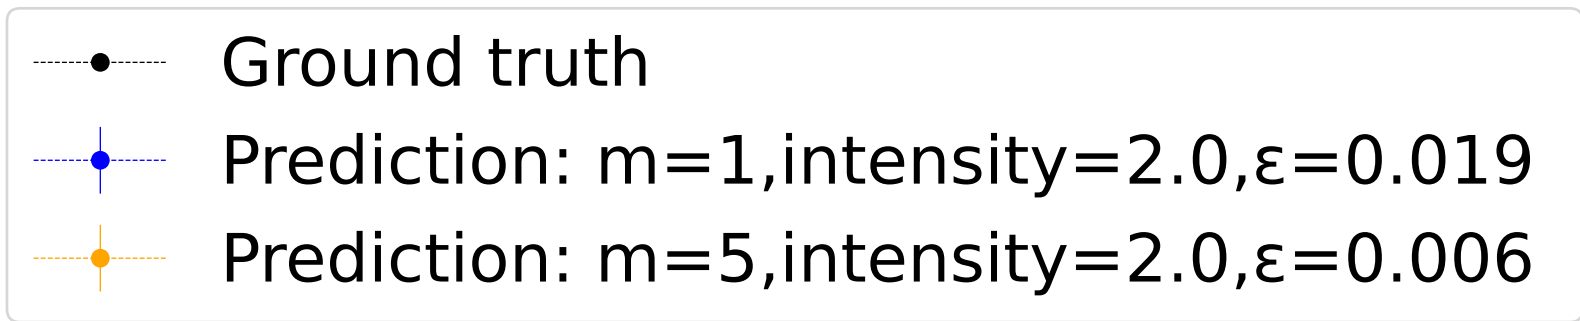 Ground truth
Prediction: m=1,intensity=2.0,ε=0.019
Prediction: m=5,intensity=2.0,ε=0.006